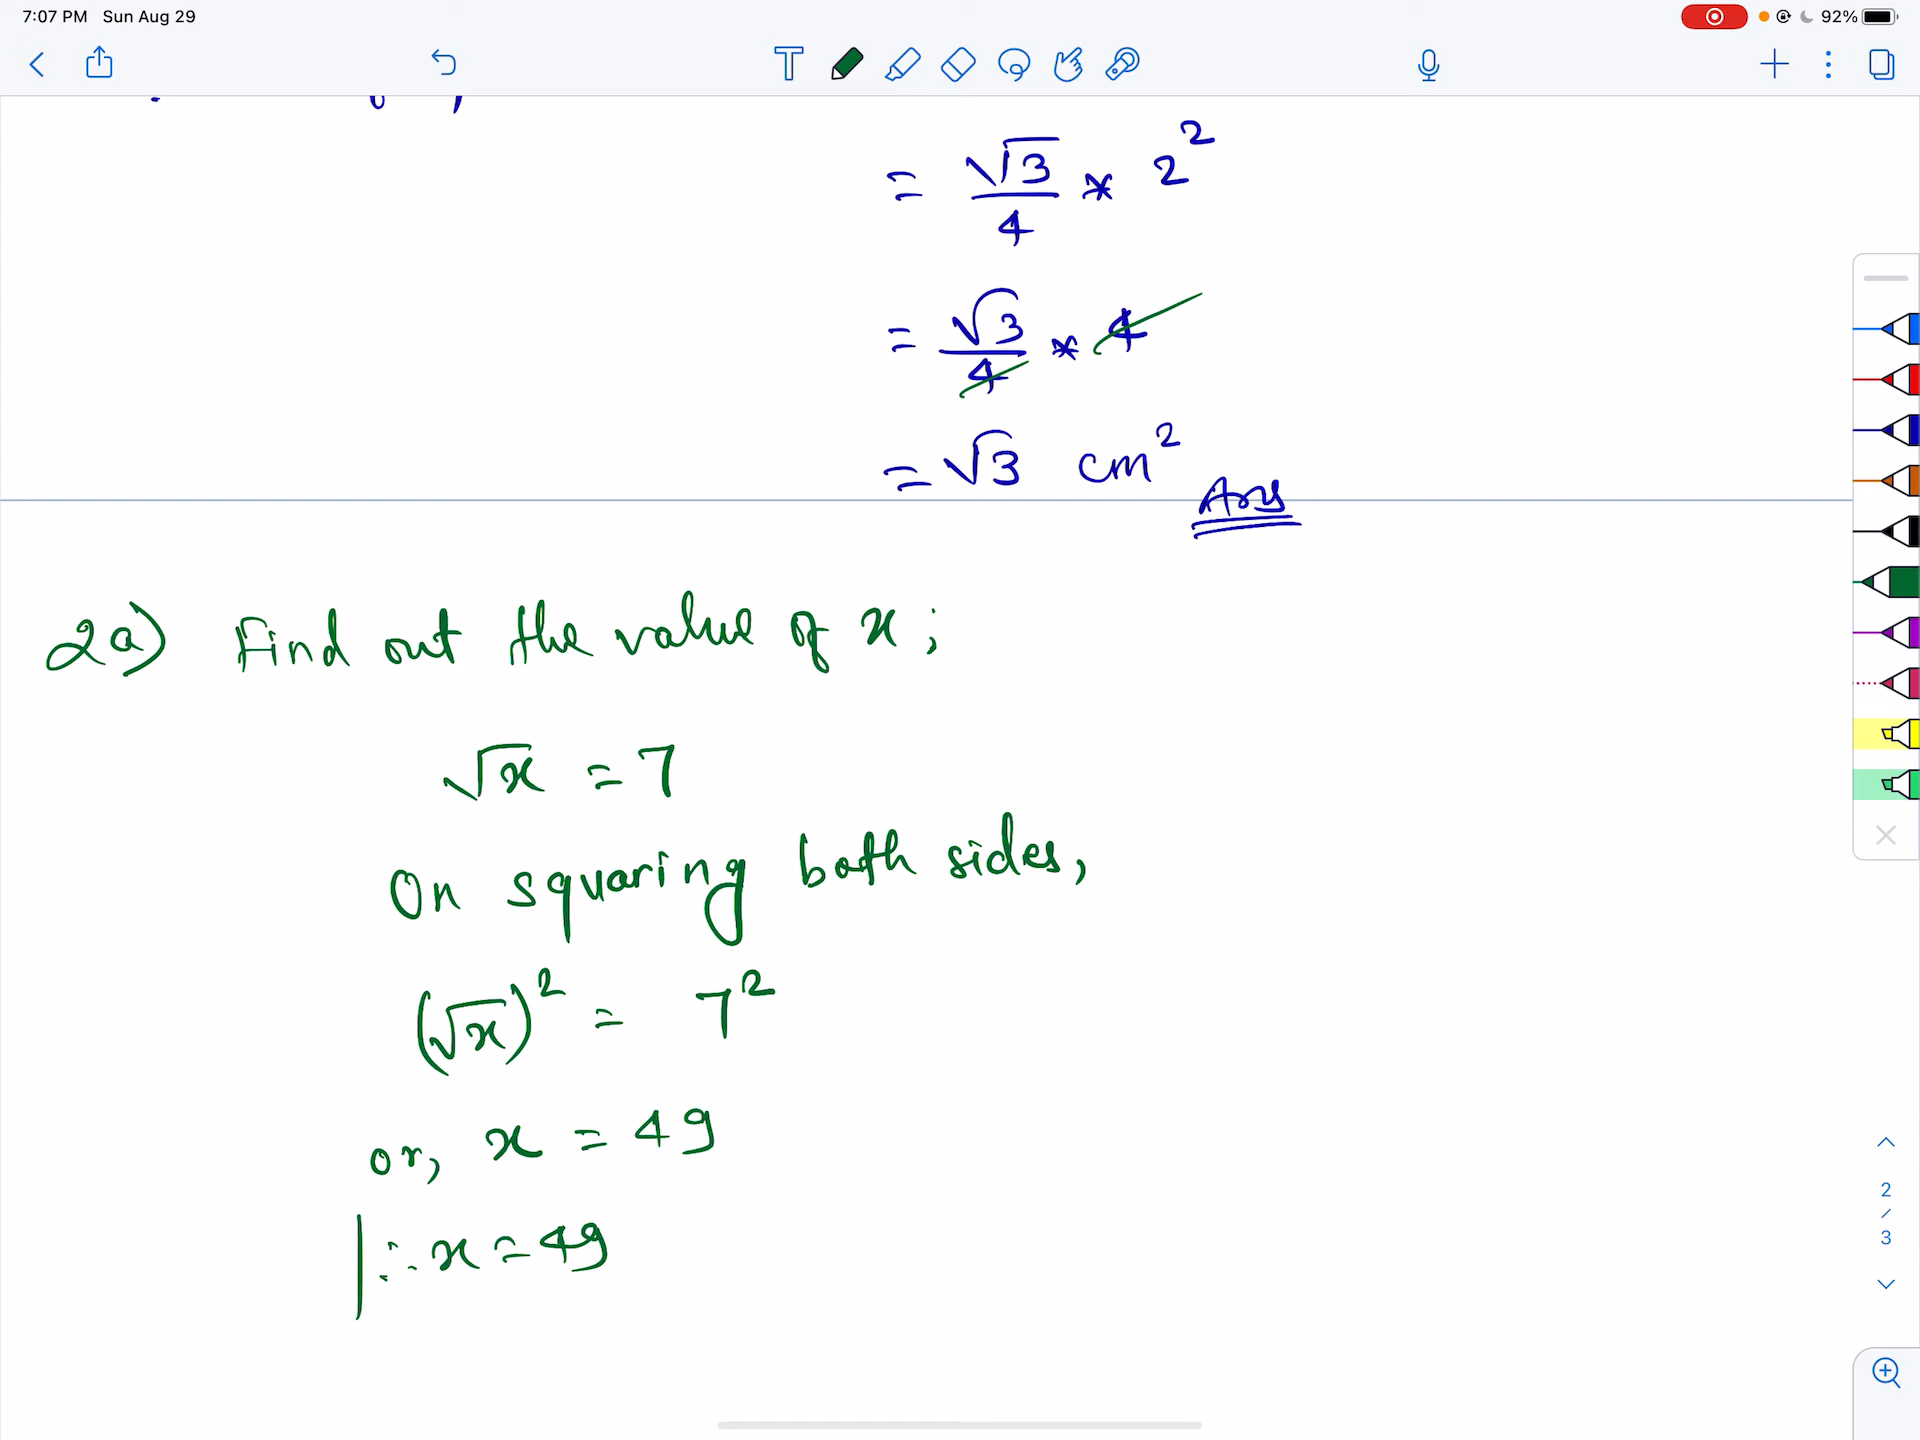 7:07 PM Sun Aug 29
92%
= √3/4 * 2²
= √3/4 * 4
= √3 cm²
Ans
2a) Find out the value of x;
√x = 7
On squaring both sides,
(√x)² = 7²
or, x = 49
∴ x = 49
2
/
3